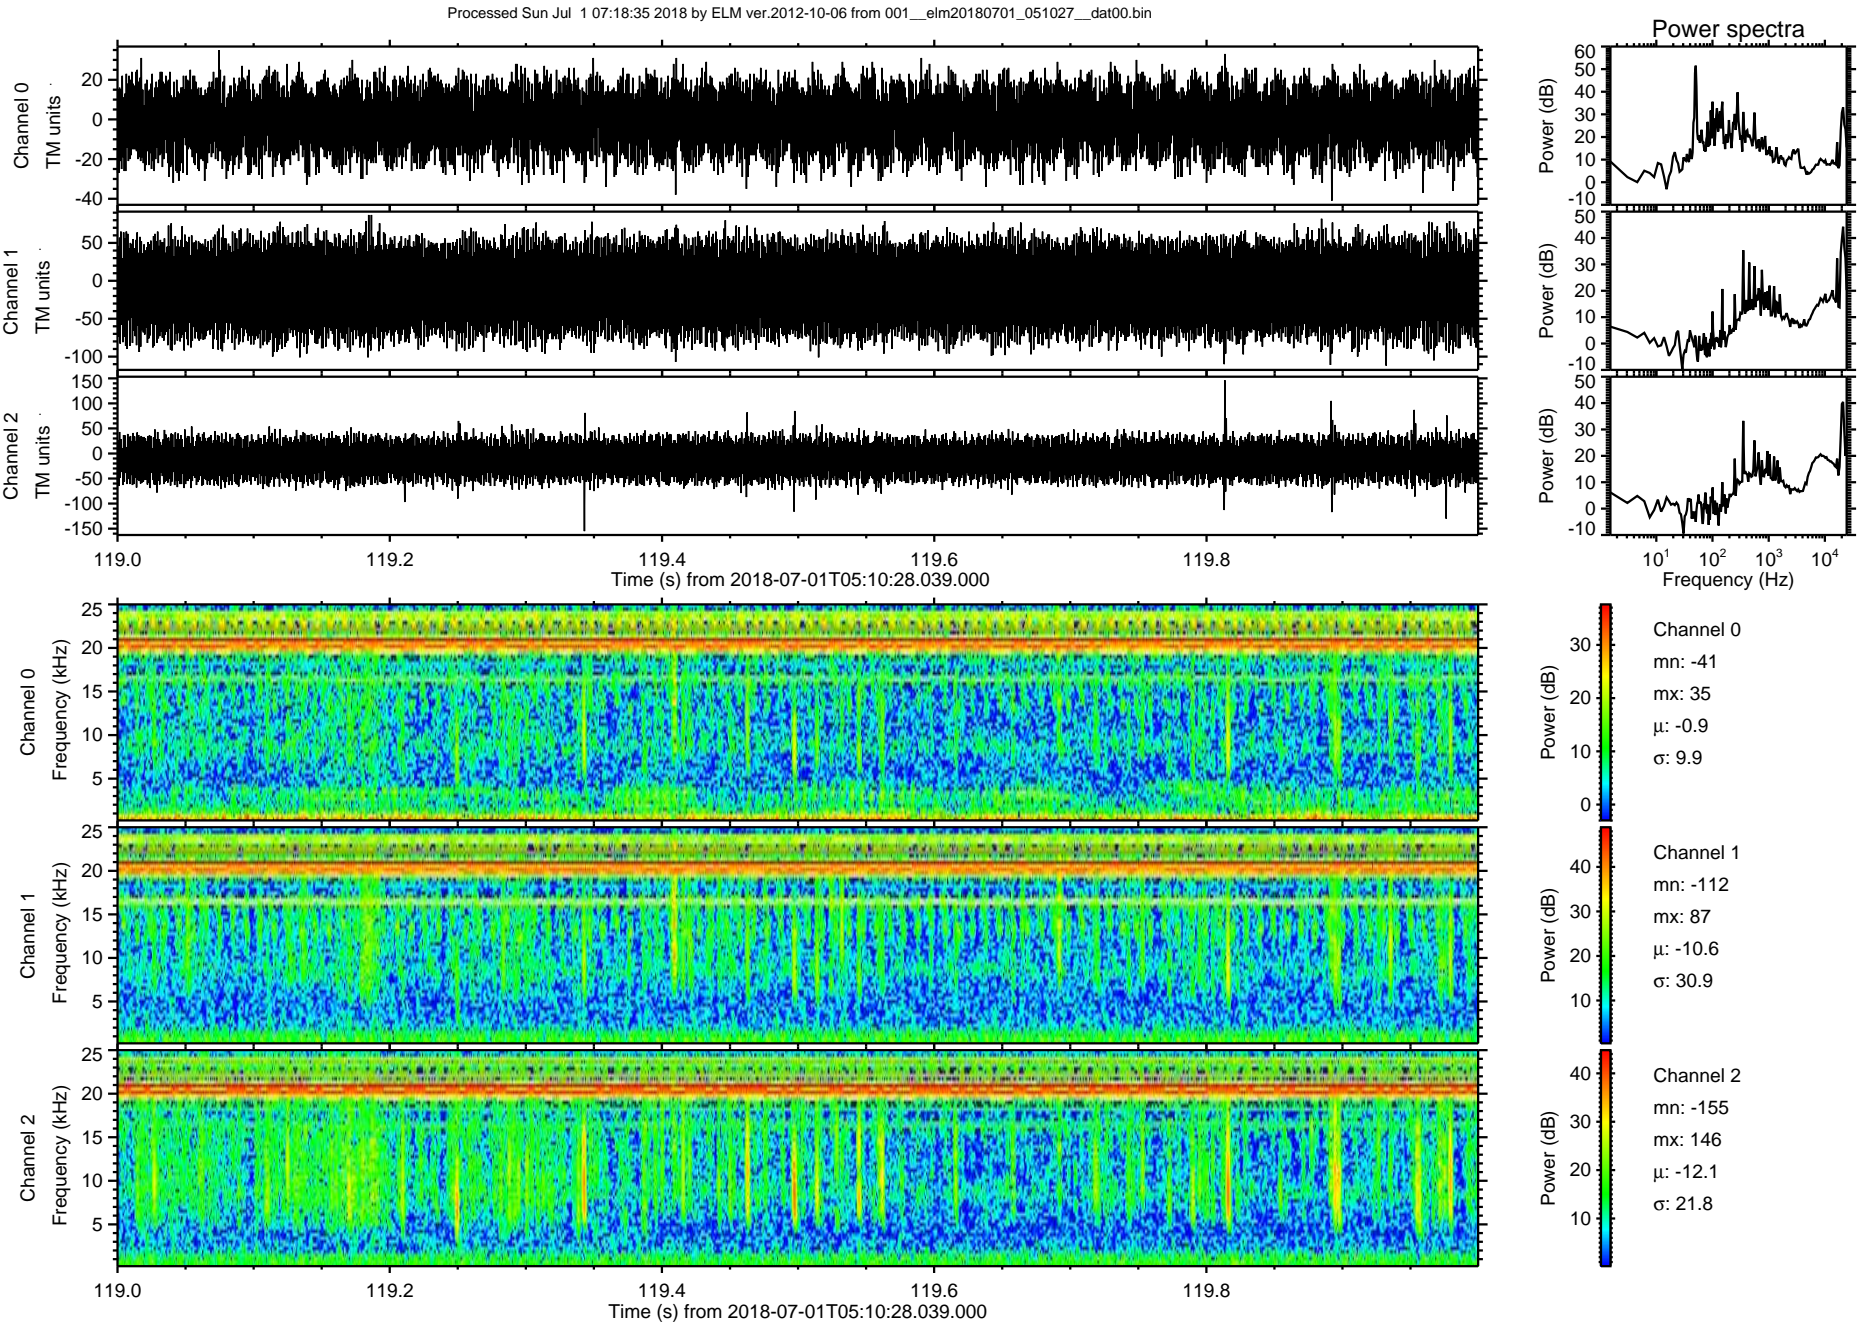 Processed Sun Jul 1 07:18:35 2018 by ELM ver.2012-10-06 from 001__elm20180701_051027__dat00.bin
Power spectra
Channel 0
TM units
20
0
-20
-40
Power (dB)
60
50
40
30
20
10
0
-10
Channel 1
TM units
50
0
-50
-100
Power (dB)
50
40
30
20
10
0
-10
Channel 2
TM units
150
100
50
0
-50
-100
-150
Power (dB)
50
40
30
20
10
0
-10
119.0 119.2 119.4 119.6 119.8
Time (s) from 2018-07-01T05:10:28.039.000
10¹ 10² 10³ 10⁴
Frequency (Hz)
Channel 0
Frequency (kHz)
25
20
15
10
5
Power (dB)
30
20
10
0
Channel 0
mn: -41
mx: 35
µ: -0.9
σ: 9.9
Channel 1
Frequency (kHz)
25
20
15
10
5
Power (dB)
40
30
20
10
Channel 1
mn: -112
mx: 87
µ: -10.6
σ: 30.9
Channel 2
Frequency (kHz)
25
20
15
10
5
Power (dB)
40
30
20
10
Channel 2
mn: -155
mx: 146
µ: -12.1
σ: 21.8
119.0 119.2 119.4 119.6 119.8
Time (s) from 2018-07-01T05:10:28.039.000